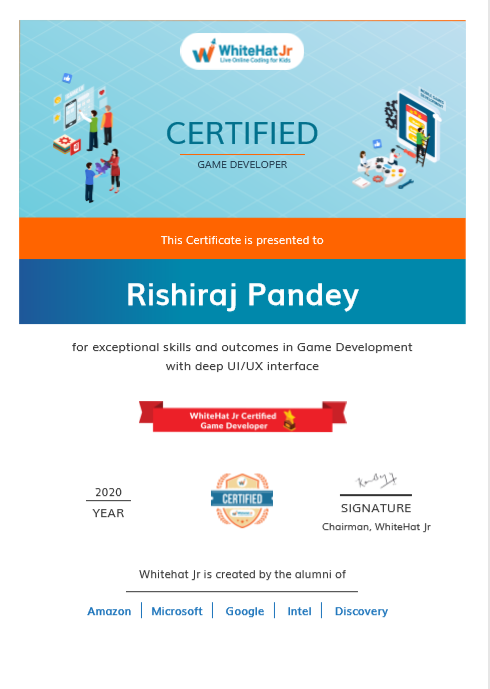 WhiteHat Jr
Live Online Coding for Kids
CERTIFIED
GAME DEVELOPER
This Certificate is presented to
Rishiraj Pandey
for exceptional skills and outcomes in Game Development
with deep UI/UX interface
WhiteHat Jr Certified
Game Developer
2020
YEAR
CERTIFIED
SIGNATURE
Chairman, WhiteHat Jr
Whitehat Jr is created by the alumni of
Amazon | Microsoft | Google | Intel | Discovery